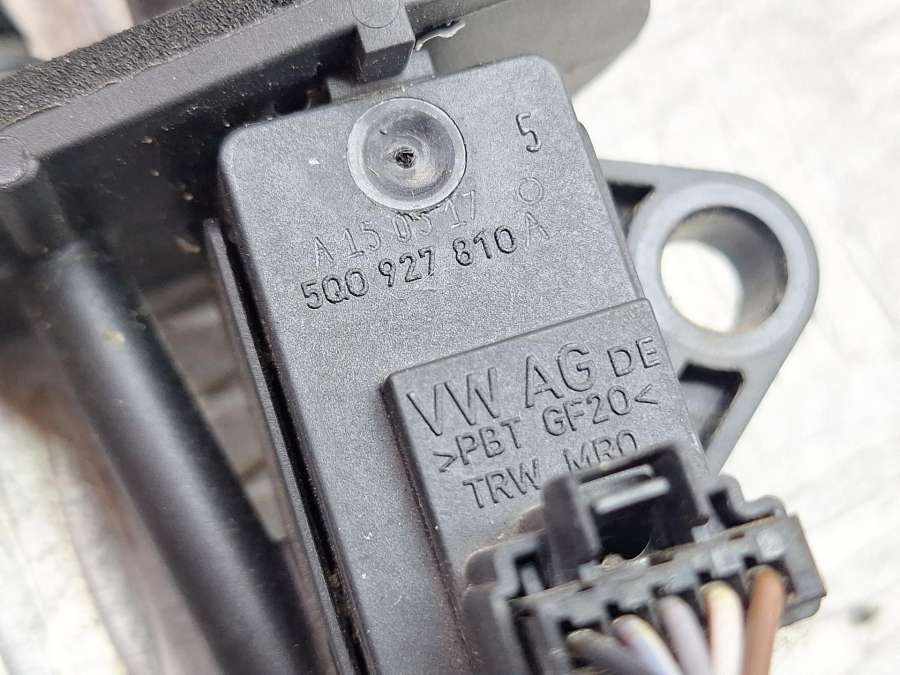 5
A 15 05 17 O
5Q0 927 810 A
VW AG DE
>PBT GF20<
TRW MRO